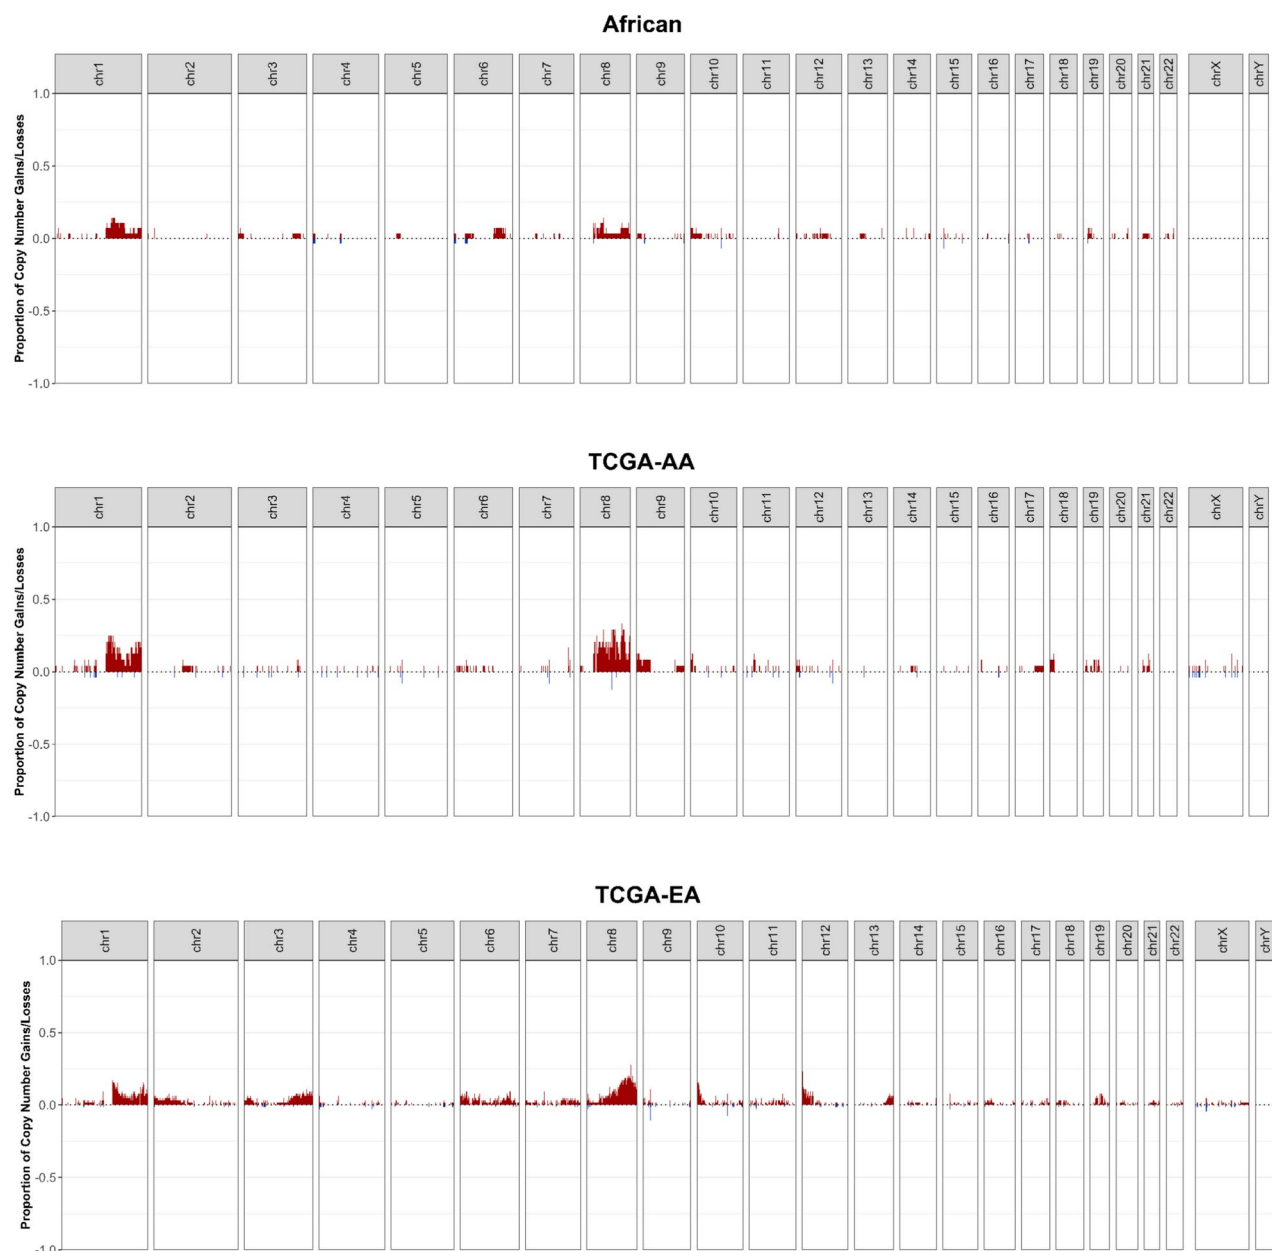 African
chr1 chr2 chr3 chr4 chr5 chr6 chr7 chr8 chr9 chr10 chr11 chr12 chr13 chr14 chr15 chr16 chr17 chr18 chr19 chr20 chr21 chr22 chrX chrY
Proportion of Copy Number Gains/Losses
1.0
0.5
0.0
-0.5
-1.0
TCGA-AA
chr1 chr2 chr3 chr4 chr5 chr6 chr7 chr8 chr9 chr10 chr11 chr12 chr13 chr14 chr15 chr16 chr17 chr18 chr19 chr20 chr21 chr22 chrX chrY
Proportion of Copy Number Gains/Losses
1.0
0.5
0.0
-0.5
-1.0
TCGA-EA
chr1 chr2 chr3 chr4 chr5 chr6 chr7 chr8 chr9 chr10 chr11 chr12 chr13 chr14 chr15 chr16 chr17 chr18 chr19 chr20 chr21 chr22 chrX chrY
Proportion of Copy Number Gains/Losses
1.0
0.5
0.0
-0.5
-1.0